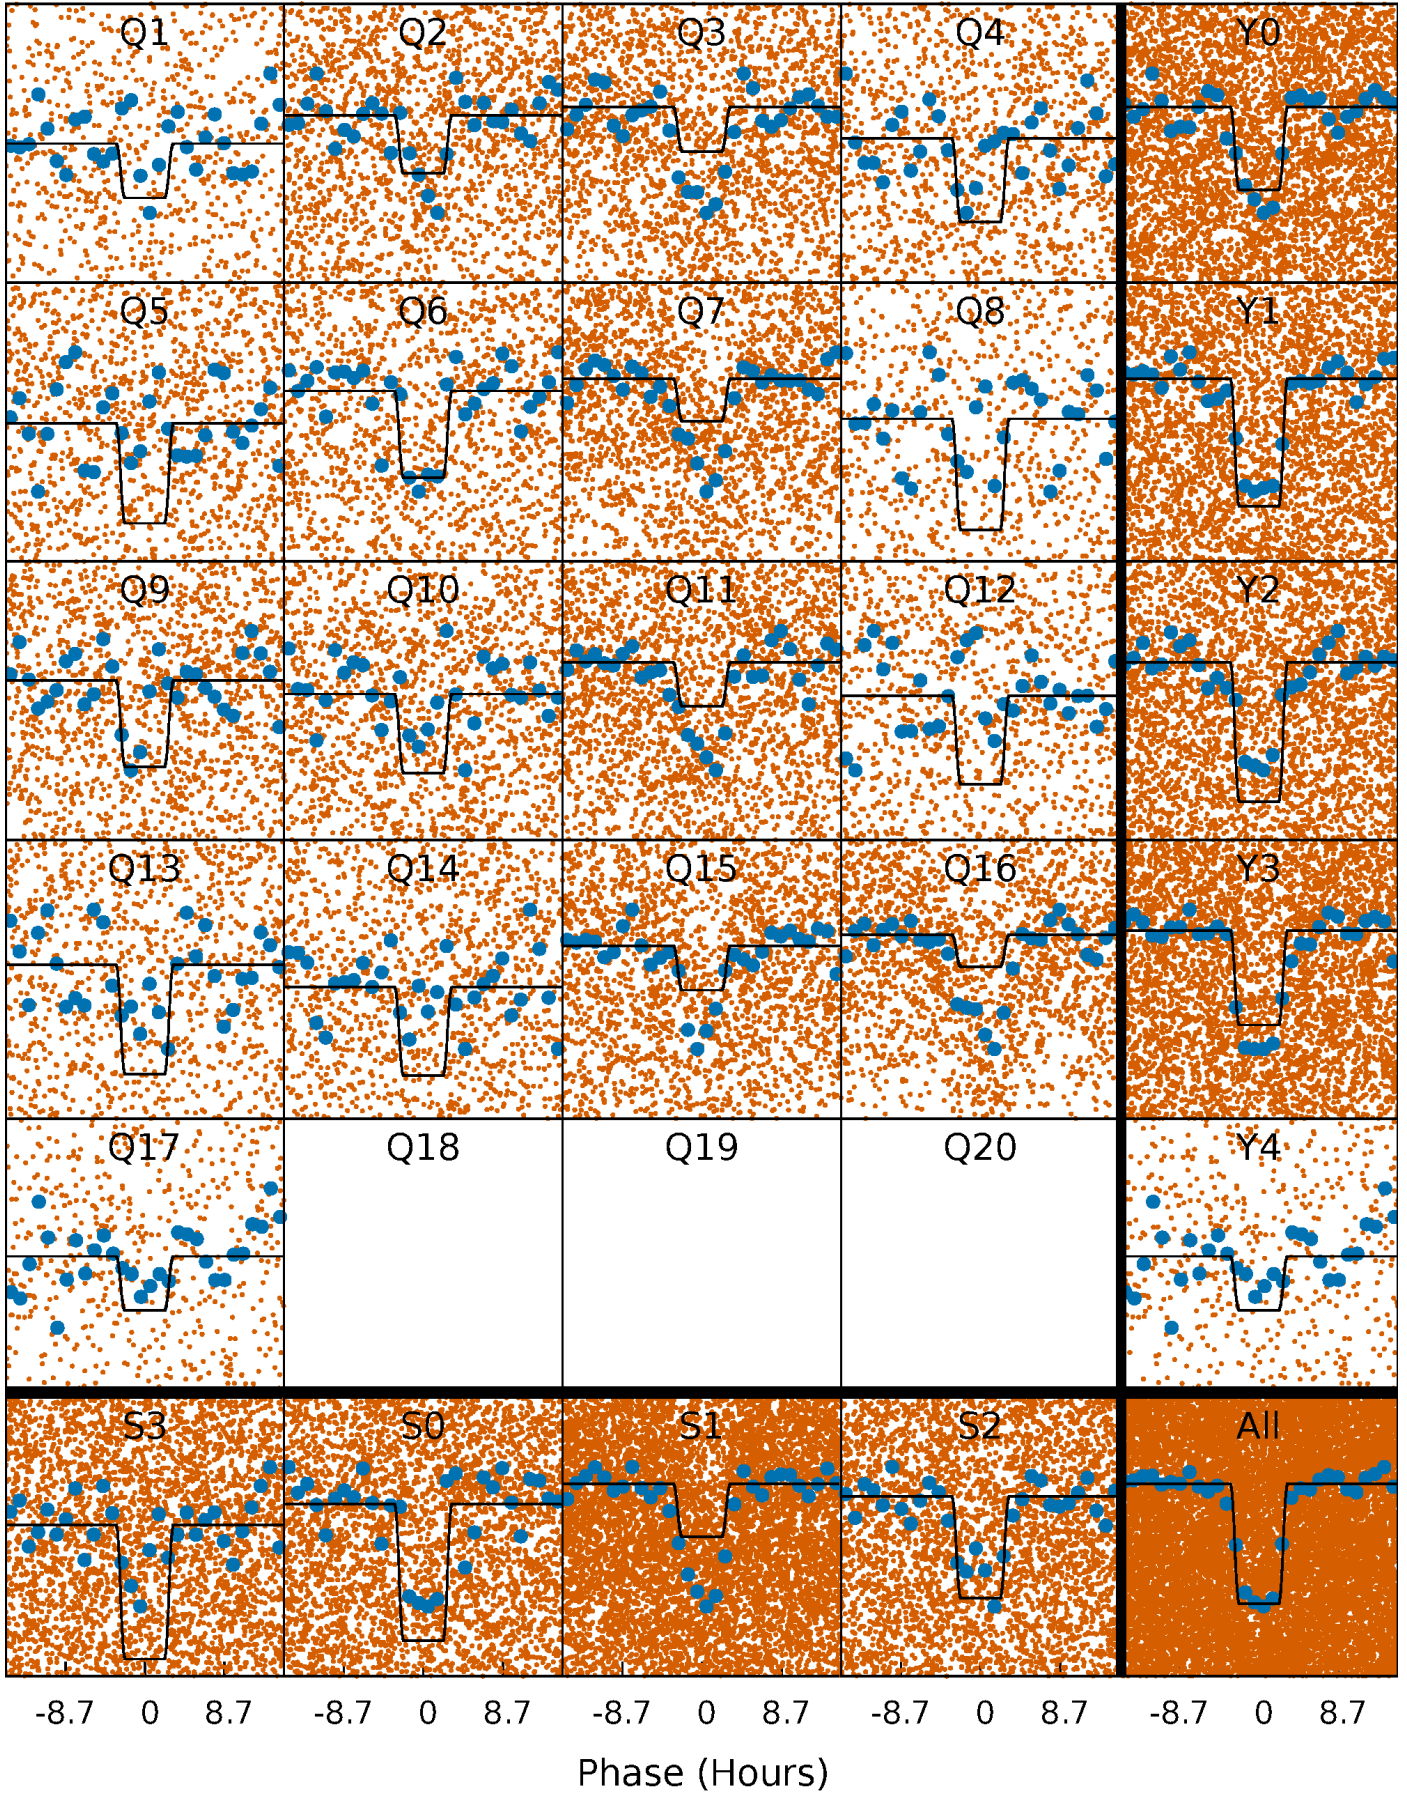 Q1 Q2 Q3 Q4 Y0
Q5 Q6 Q7 Q8 Y1
Q9 Q10 Q11 Q12 Y2
Q13 Q14 Q15 Q16 Y3
Q17 Q18 Q19 Q20 Y4
S3 S0 S1 S2 All
-8.7 0 8.7 -8.7 0 8.7 -8.7 0 8.7 -8.7 0 8.7 -8.7 0 8.7
Phase (Hours)